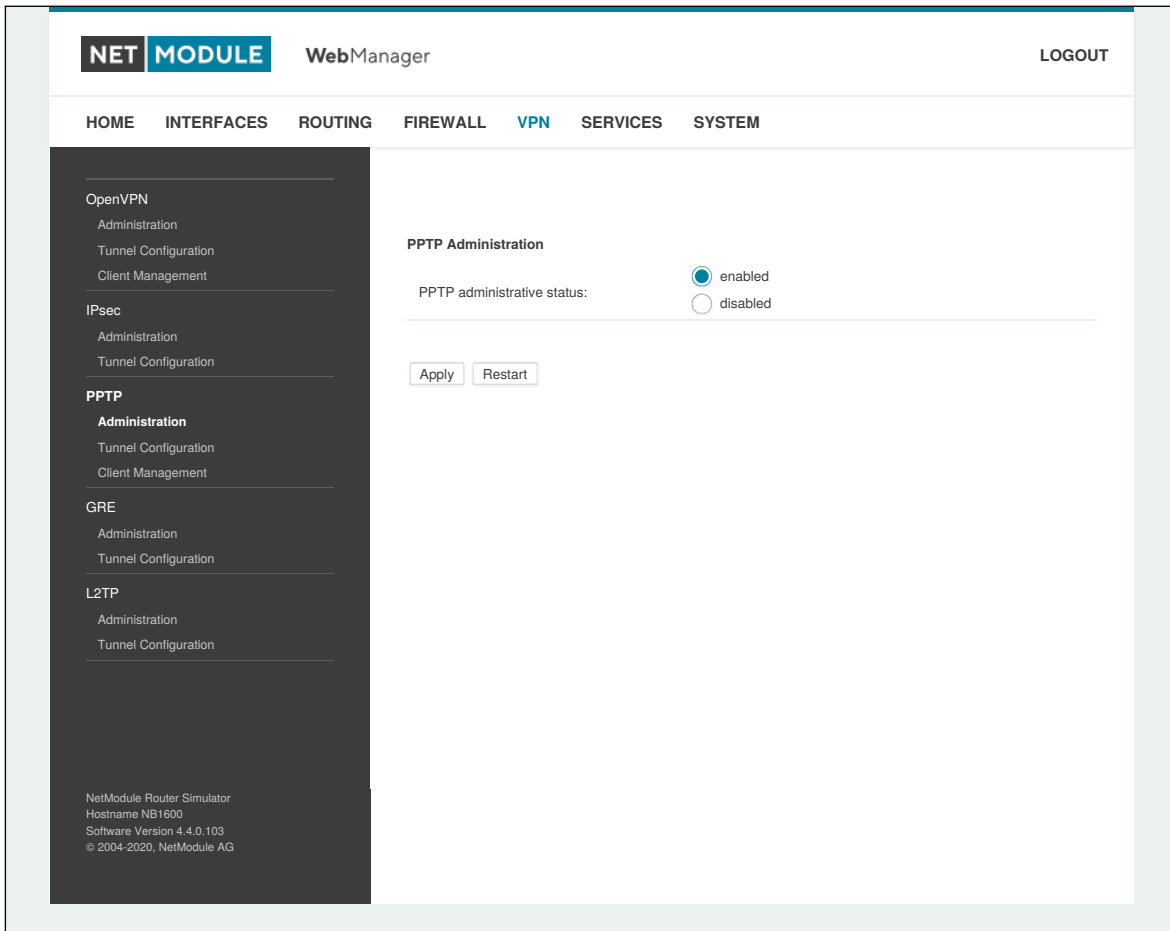 NET MODULE WebManager LOGOUT
HOME INTERFACES ROUTING FIREWALL VPN SERVICES SYSTEM
OpenVPN
Administration
Tunnel Configuration
Client Management
IPsec
Administration
Tunnel Configuration
PPTP
Administration
Tunnel Configuration
Client Management
GRE
Administration
Tunnel Configuration
L2TP
Administration
Tunnel Configuration
NetModule Router Simulator
Hostname NB1600
Software Version 4.4.0.103
© 2004-2020, NetModule AG
PPTP Administration
PPTP administrative status:
enabled
disabled
Apply Restart